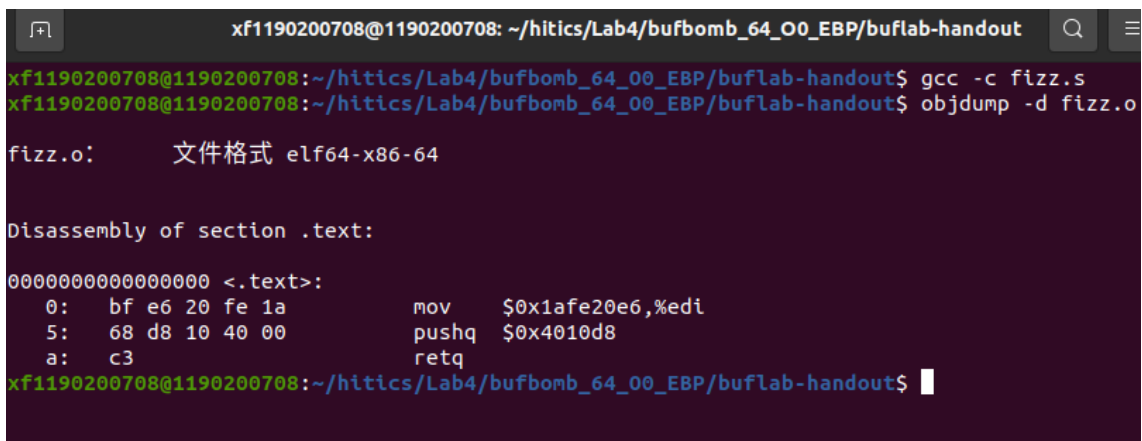 xf1190200708@1190200708: ~/hitics/Lab4/bufbomb_64_O0_EBP/buflab-handout
xf1190200708@1190200708:~/hitics/Lab4/bufbomb_64_O0_EBP/buflab-handout$ gcc -c fizz.s
xf1190200708@1190200708:~/hitics/Lab4/bufbomb_64_O0_EBP/buflab-handout$ objdump -d fizz.o
fizz.o：     文件格式 elf64-x86-64
Disassembly of section .text:
0000000000000000 <.text>:
   0:   bf e6 20 fe 1a          mov    $0x1afe20e6,%edi
   5:   68 d8 10 40 00          pushq  $0x4010d8
   a:   c3                      retq
xf1190200708@1190200708:~/hitics/Lab4/bufbomb_64_O0_EBP/buflab-handout$